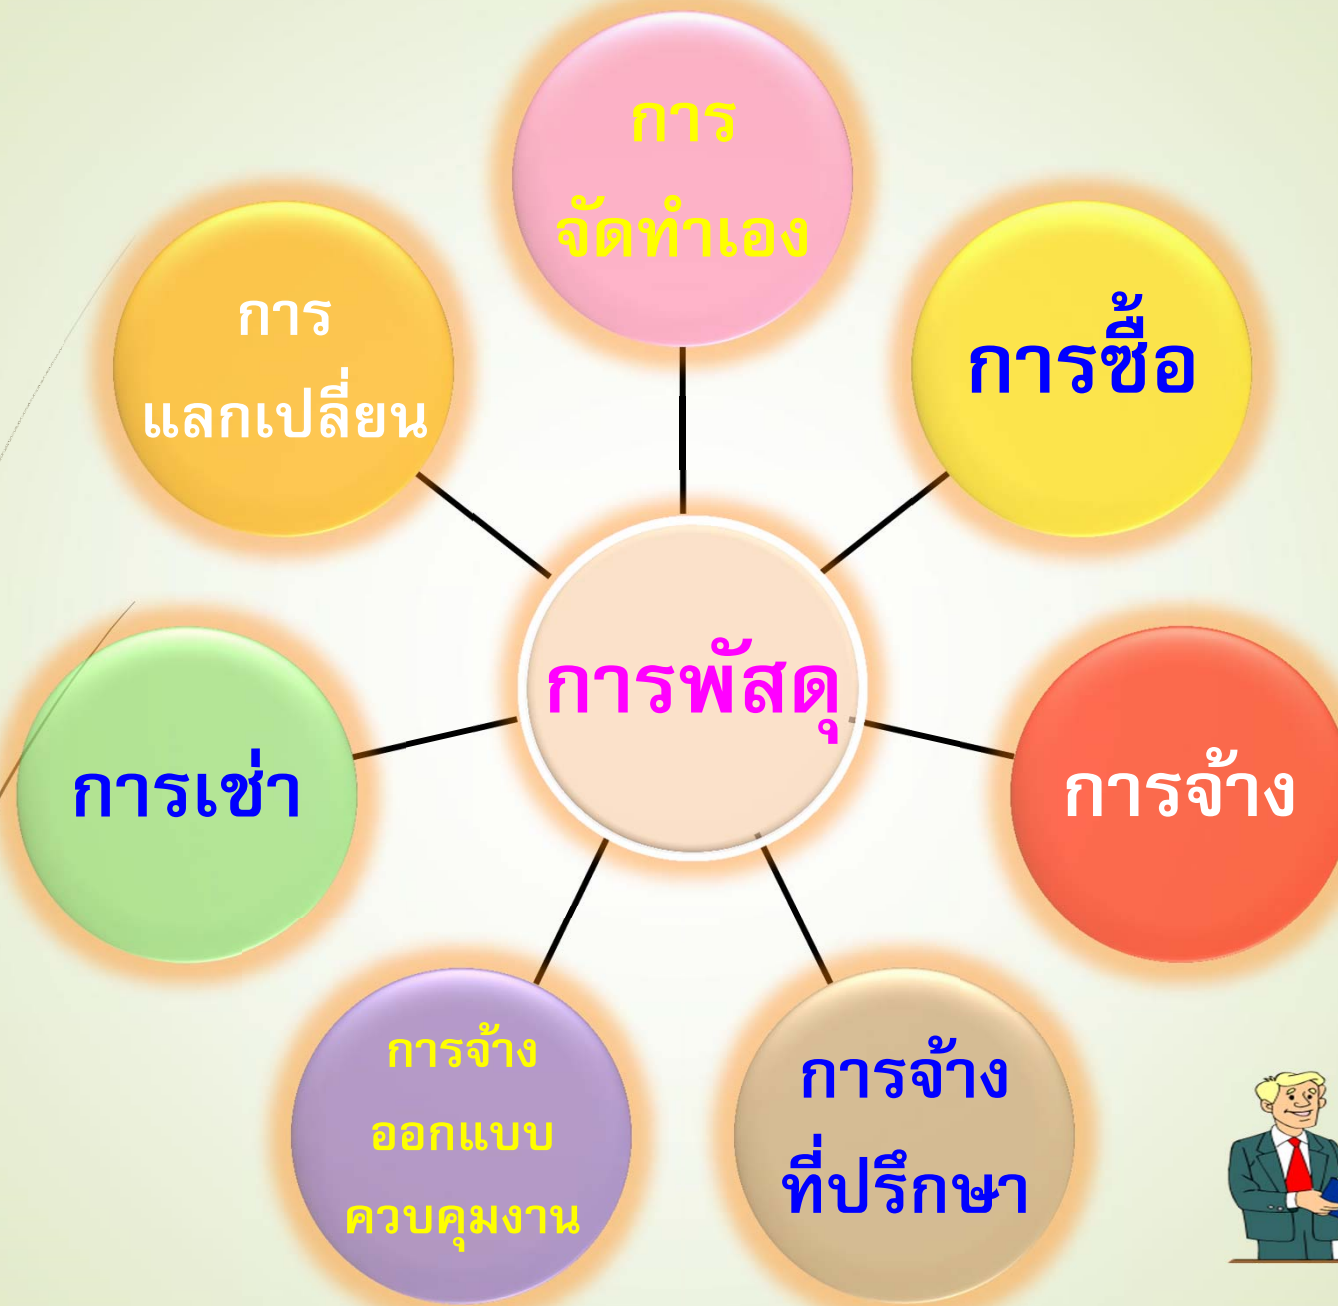 การ
จัดทำเอง
การ
แลกเปลี่ยน
การซื้อ
การพัสดุ
การเช่า
การจ้าง
การจ้าง
ออกแบบ
ควบคุมงาน
การจ้าง
ที่ปรึกษา